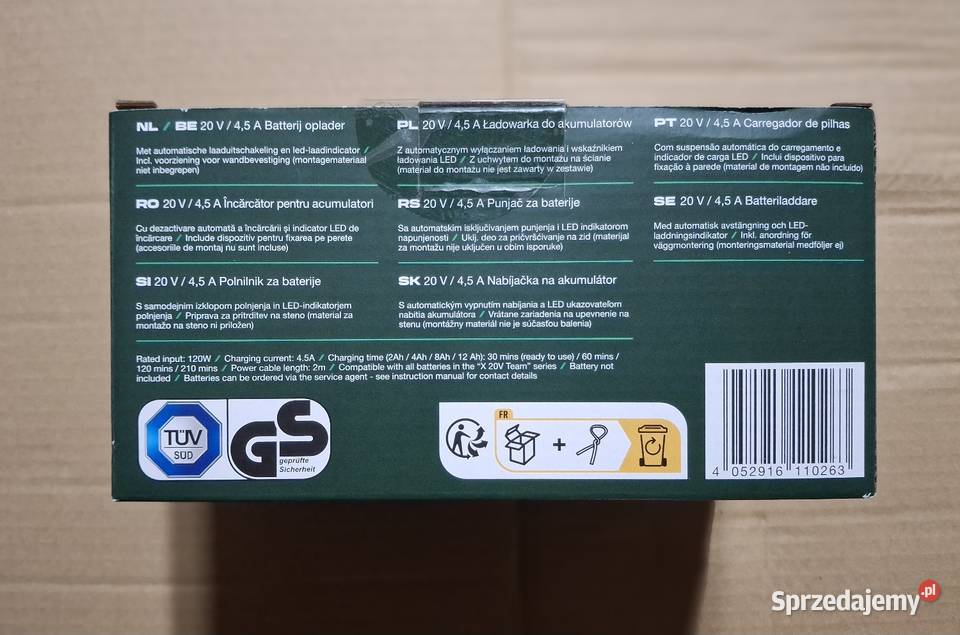 NL / BE 20 V / 4,5 A Batterij oplader
Met automatische laaduitschakeling en led-laadindicator /
Incl. voorziening voor wandbevestiging (montagemateriaal
niet inbegrepen)
PL 20 V / 4,5 A Ładowarka do akumulatorów
Z automatycznym wyłączaniem ładowania i wskaźnikiem
ładowania LED / Z uchwytem do montażu na ścianie
(materiał do montażu nie jest zawarty w zestawie)
PT 20 V / 4,5 A Carregador de pilhas
Com suspensão automática do carregamento e
indicador de carga LED / Inclui dispositivo para
fixação à parede (material de montagem não incluído)
RO 20 V / 4,5 A Încărcător pentru acumulatori
Cu dezactivare automată a încărcării și indicator LED de
încărcare / Include dispozitiv pentru fixarea pe perete
(accesoriile de montaj nu sunt incluse)
RS 20 V / 4,5 A Punjač za baterije
Sa automatskim isključivanjem punjenja i LED indikatorom
napunjenosti / Uklj. deo za pričvršćivanje na zid (materijal
za montažu nije uključen u obim isporuke)
SE 20 V / 4,5 A Batteriladdare
Med automatisk avstängning och LED-
laddningsindikator / Inkl. anordning för
väggmontering (monteringsmaterial medföljer ej)
SI 20 V / 4,5 A Polnilnik za baterije
S samodejnim izklopom polnjenja in LED-indikatorjem
polnjenja / Priprava za pritrditev na steno (material za
montažo na steno ni priložen)
SK 20 V / 4,5 A Nabíjačka na akumulátor
S automatickým vypnutím nabíjania a LED ukazovateľom
nabitia akumulátora / Vrátane zariadenia na upevnenie na
stenu (montážny materiál nie je súčasťou balenia)
Rated input: 120W / Charging current: 4.5A / Charging time (2Ah / 4Ah / 8Ah / 12 Ah): 30 mins (ready to use) / 60 mins /
120 mins / 210 mins / Power cable length: 2m / Compatible with all batteries in the "X 20V Team" series / Battery not
included / Batteries can be ordered via the service agent - see instruction manual for contact details
TÜV
SÜD
GS
geprüfte
Sicherheit
FR
+
4 052916 110263
Sprzedajemy.pl